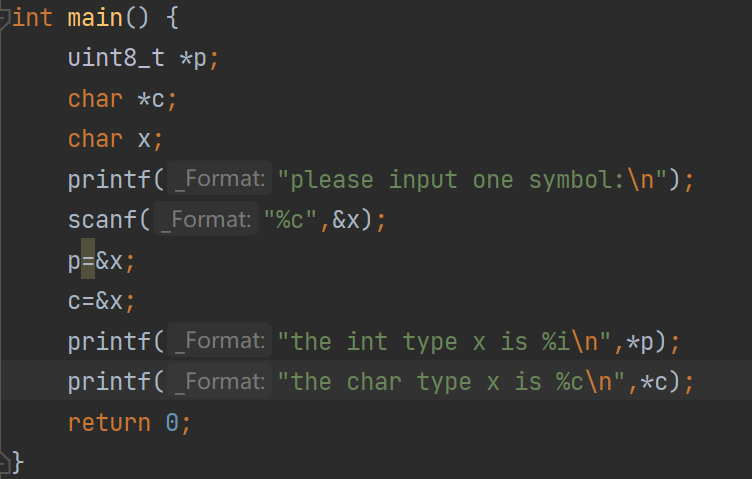 int main() {
    uint8_t *p;
    char *c;
    char x;
    printf( _Format: "please input one symbol:\n");
    scanf( _Format: "%c",&x);
    p=&x;
    c=&x;
    printf( _Format: "the int type x is %i\n",*p);
    printf( _Format: "the char type x is %c\n",*c);
    return 0;
}